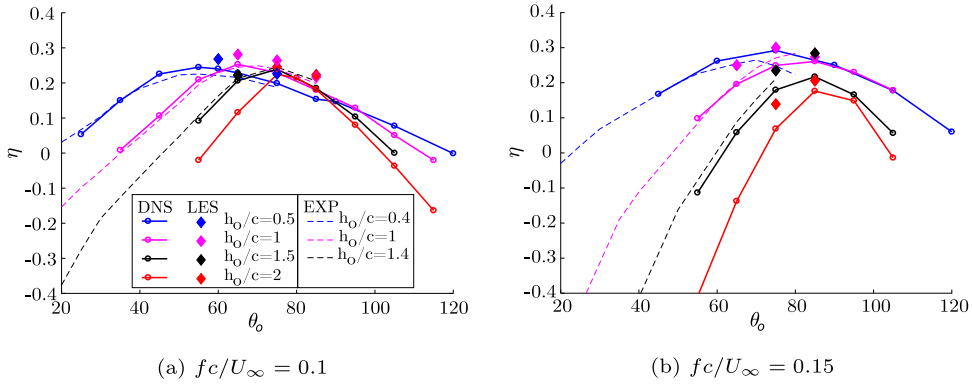 0.4
0.3
0.2
0.1
0
-0.1
-0.2
-0.3
-0.4
η
20 40 60 80 100 120
θo
DNS LES EXP
ho/c=0.5 ho/c=0.4
ho/c=1 ho/c=1
ho/c=1.5 ho/c=1.4
ho/c=2
(a) fc/U∞ = 0.1
0.4
0.3
0.2
0.1
0
-0.1
-0.2
-0.3
-0.4
η
20 40 60 80 100 120
θo
(b) fc/U∞ = 0.15